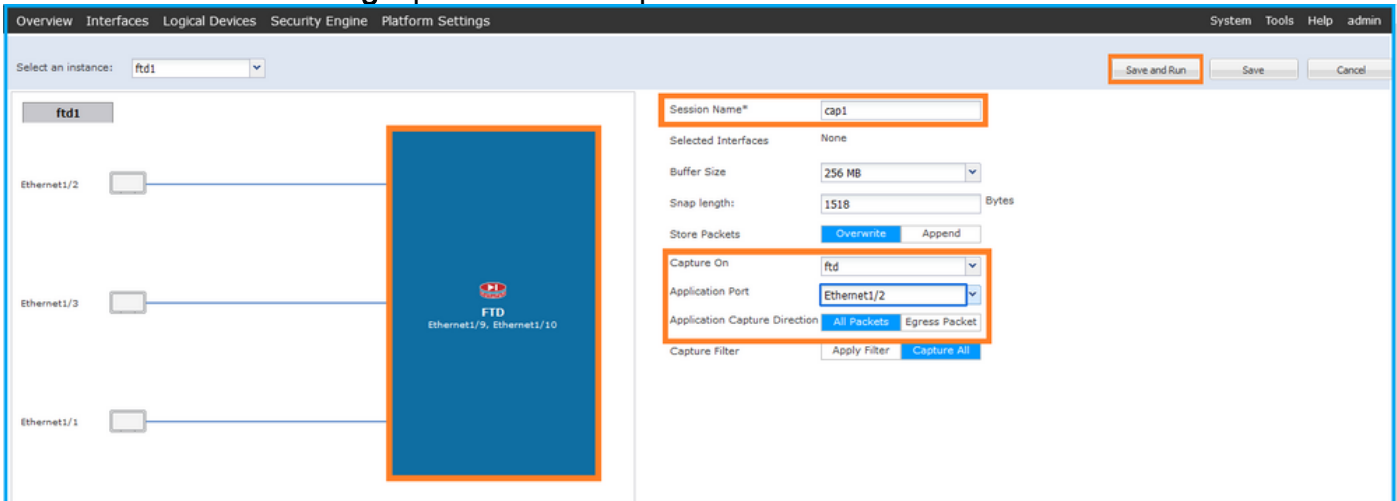 Overview Interfaces Logical Devices Security Engine Platform Settings System Tools Help admin
Select an instance: ftd1 Save and Run Save Cancel
ftd1
Ethernet1/2
Ethernet1/3
Ethernet1/1
FTD
Ethernet1/9, Ethernet1/10
Session Name* cap1
Selected Interfaces None
Buffer Size 256 MB
Snap length: 1518 Bytes
Store Packets Overwrite Append
Capture On ftd
Application Port Ethernet1/2
Application Capture Direction All Packets Egress Packet
Capture Filter Apply Filter Capture All